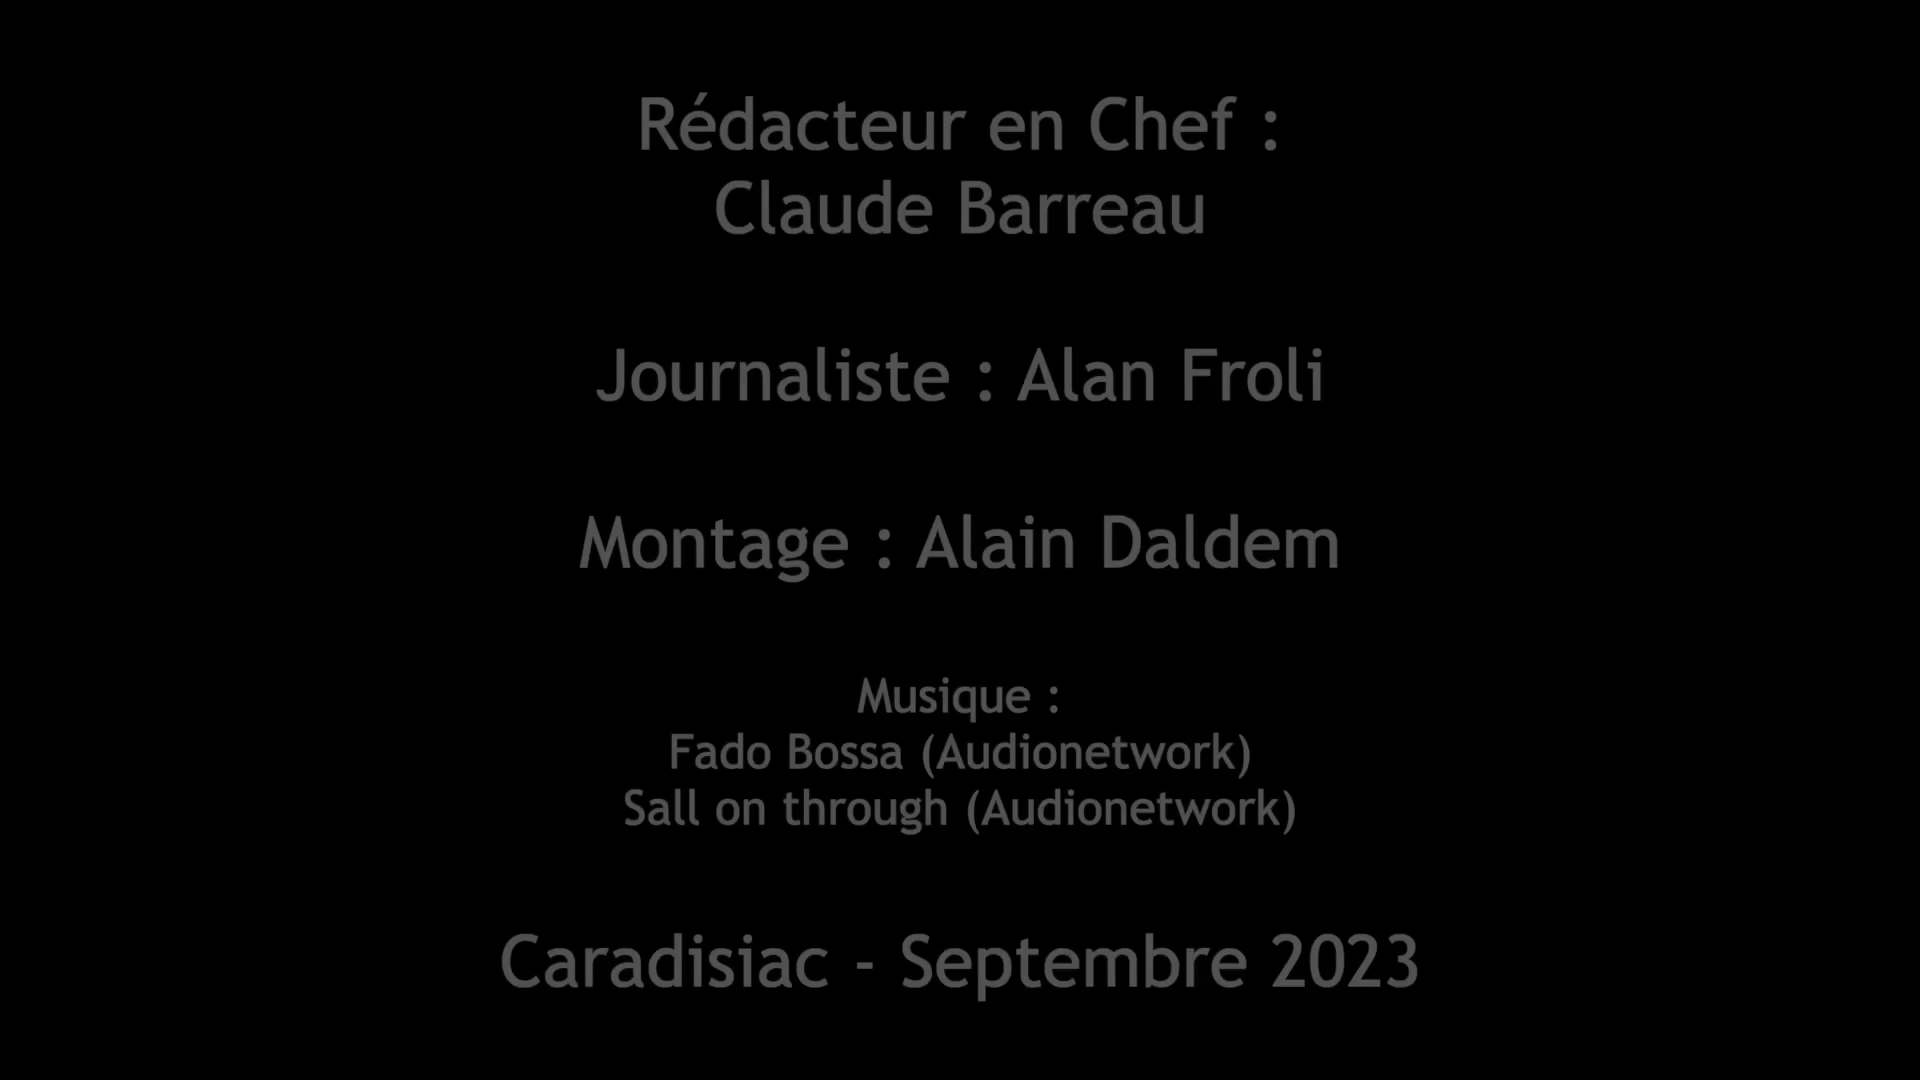 Rédacteur en Chef :
Claude Barreau
Journaliste : Alan Froli
Montage : Alain Daldem
Musique :
Fado Bossa (Audionetwork)
Sall on through (Audionetwork)
Caradisiac - Septembre 2023